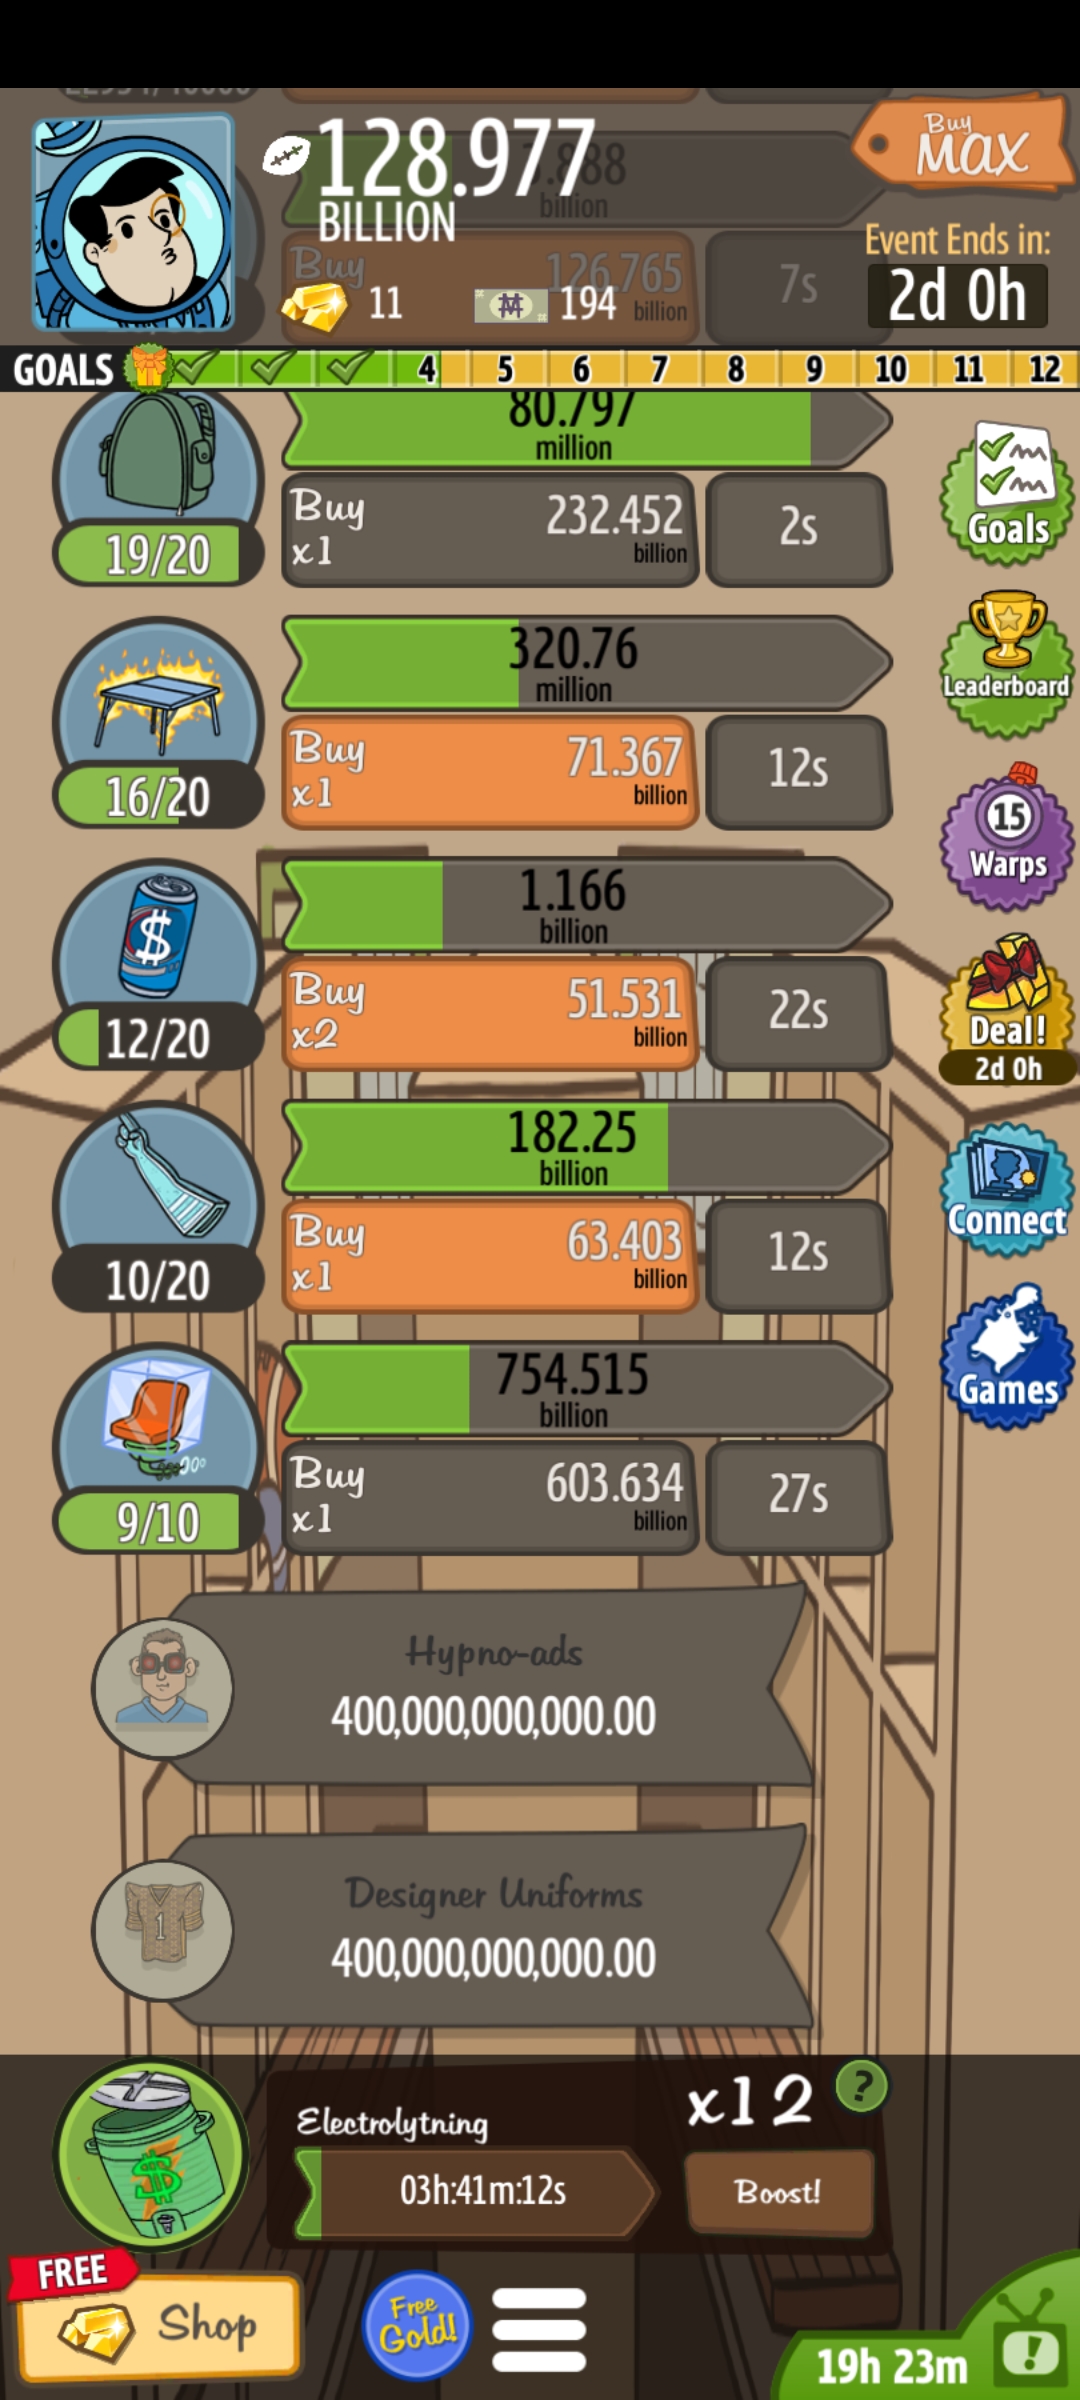 128.977
BILLION
Buy
MAX
.888
billion
Buy
126.765
billion
7s
11
194
Event Ends in:
2d 0h
GOALS
4
5
6
7
8
9
10
11
12
80.797
million
19/20
Buy
x1
232.452
billion
2s
Goals
320.76
million
16/20
Buy
x1
71.367
billion
12s
Leaderboard
15
Warps
1.166
billion
$
12/20
Buy
x2
51.531
billion
22s
Deal!
2d 0h
182.25
billion
10/20
Buy
x1
63.403
billion
12s
Connect
754.515
billion
9/10
Buy
x1
603.634
billion
27s
Games
Hypno-ads
400,000,000,000.00
Designer Uniforms
1
400,000,000,000.00
$
Electrolytning
03h:41m:12s
x12
?
Boost!
FREE
Shop
Free
Gold!
19h 23m
!